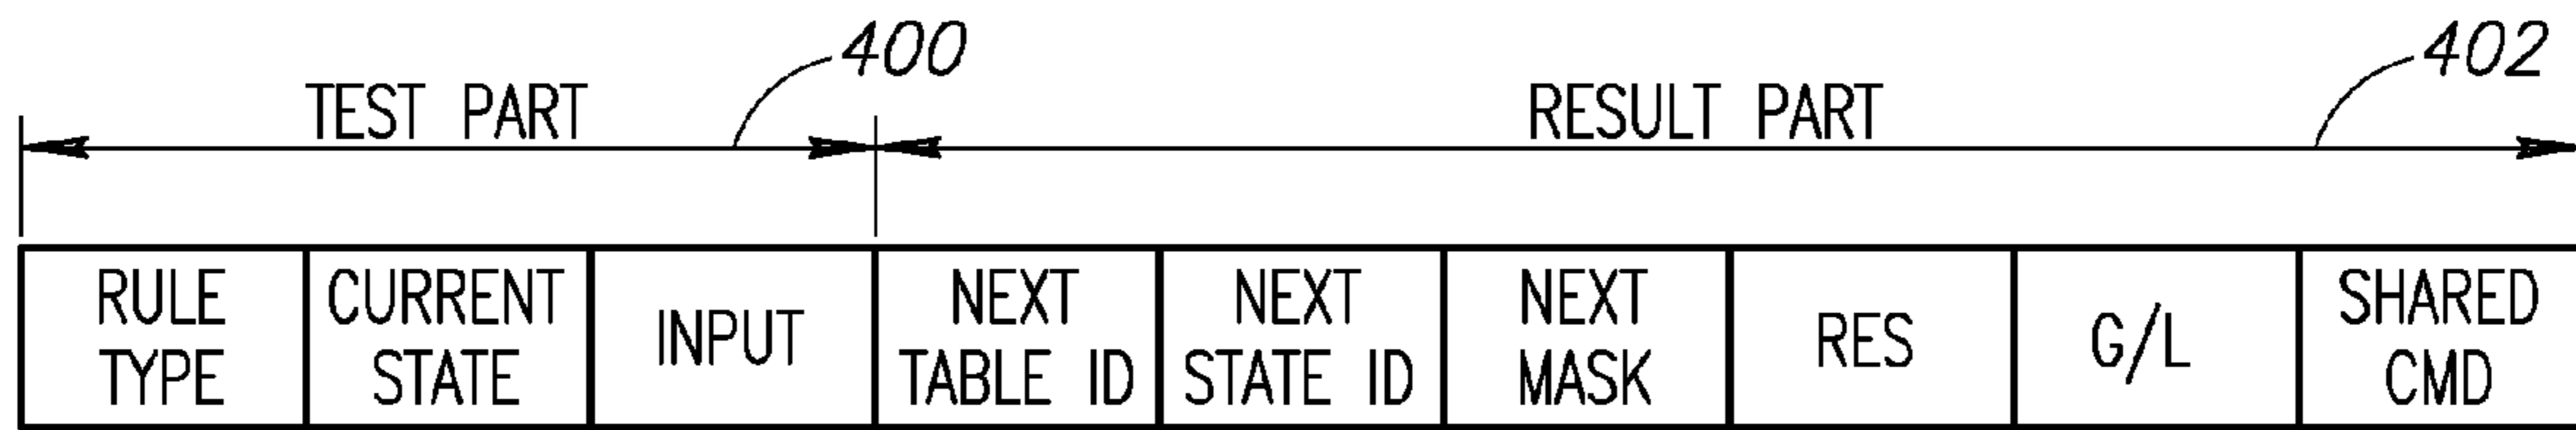 400
402
TEST PART
RESULT PART
RULE
TYPE
CURRENT
STATE
INPUT
NEXT
TABLE ID
NEXT
STATE ID
NEXT
MASK
RES
G/L
SHARED
CMD